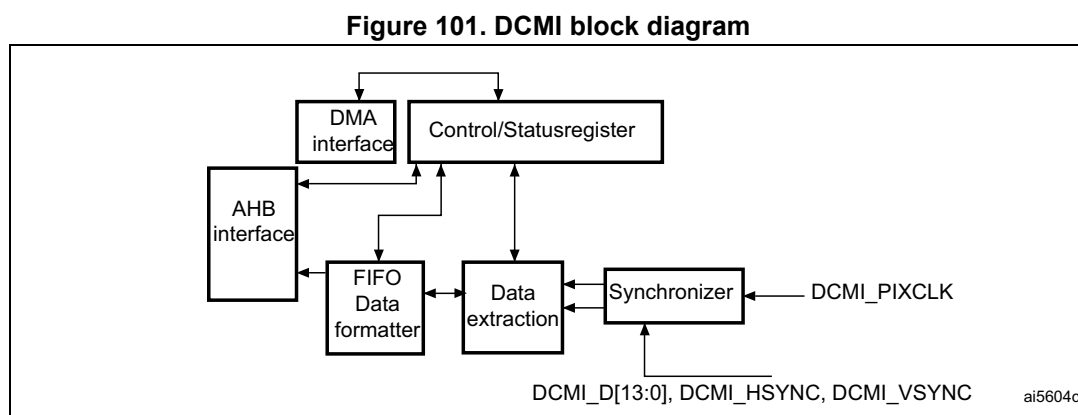 Figure 101. DCMI block diagram
DMA
interface
Control/Statusregister
AHB
interface
FIFO
Data
formatter
Data
extraction
Synchronizer
DCMI_PIXCLK
DCMI_D[13:0], DCMI_HSYNC, DCMI_VSYNC
ai5604c